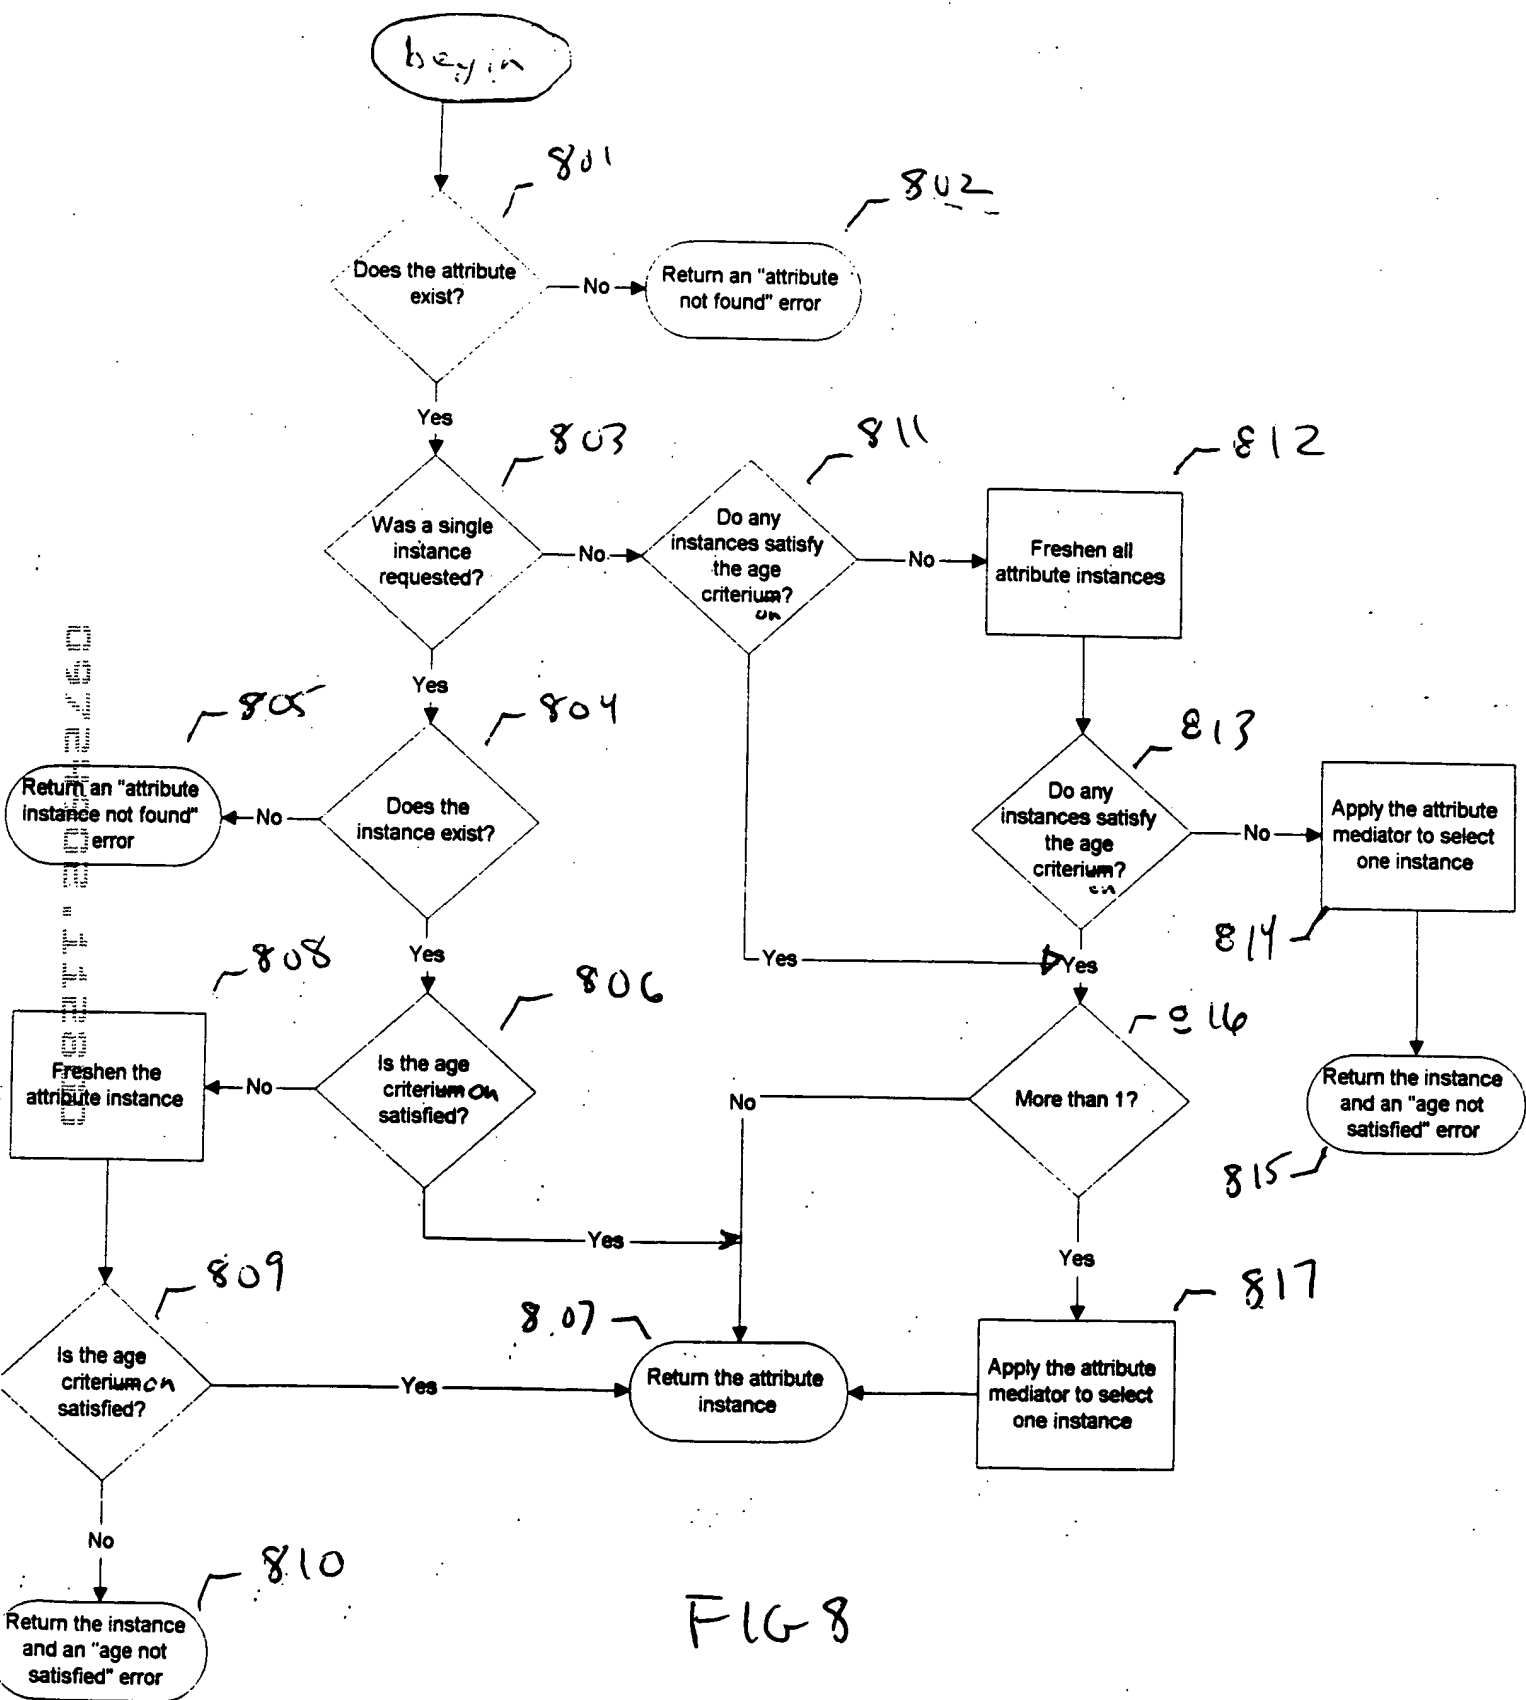 begin
801
802
Does the attribute
exist?
No
Return an "attribute
not found" error
Yes
803
811
812
Was a single
instance
requested?
No
Do any
instances satisfy
the age
criterium?
on
No
Freshen all
attribute instances
Yes
805
804
813
Return an "attribute
instance not found"
error
No
Does the
instance exist?
Do any
instances satisfy
the age
criterium?
on
No
Apply the attribute
mediator to select
one instance
814
Yes
Yes
Yes
808
806
816
Freshen the
attribute instance
No
Is the age
criterium on
satisfied?
No
More than 1?
Return the instance
and an "age not
satisfied" error
815
Yes
Yes
809
807
817
Is the age
criterium on
satisfied?
Yes
Return the attribute
instance
Apply the attribute
mediator to select
one instance
No
810
Return the instance
and an "age not
satisfied" error
FIG 8